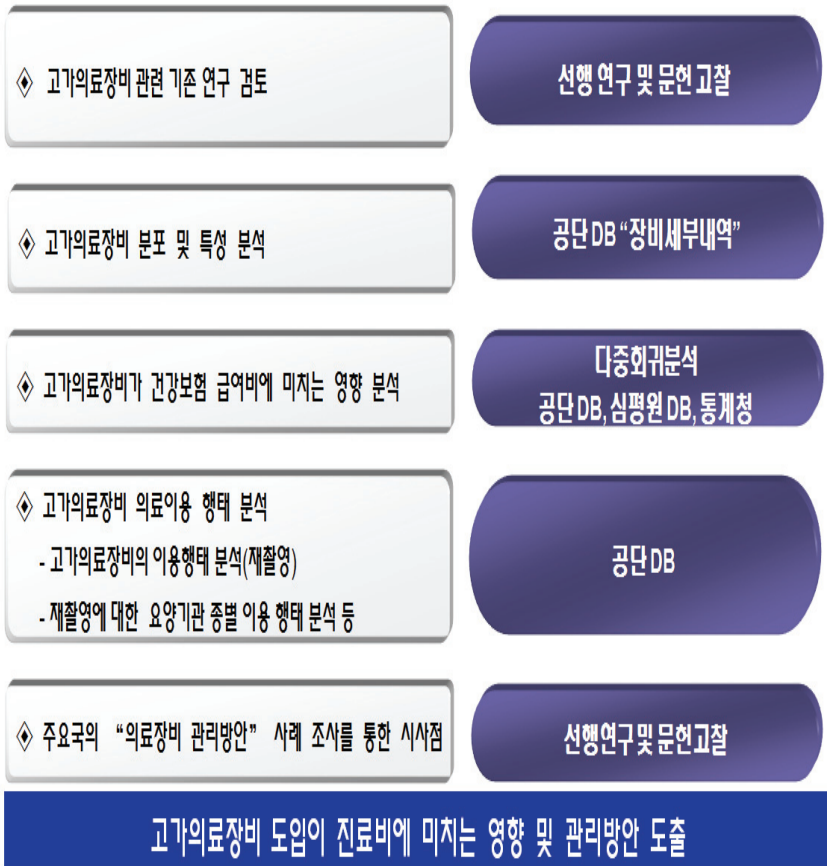 ◈ 고가의료장비 관련 기존 연구 검토
선행 연구 및 문헌 고찰
◈ 고가의료장비 분포 및 특성 분석
공단 DB “장비세부내역”
◈ 고가의료장비가 건강보험 급여비에 미치는 영향 분석
다중회귀분석
공단 DB, 심평원 DB, 통계청
◈ 고가의료장비 의료이용 행태 분석
- 고가의료장비의 이용행태 분석(재촬영)
- 재촬영에 대한 요양기관 종별 이용 행태 분석 등
공단 DB
◈ 주요국의 “의료장비 관리방안” 사례 조사를 통한 시사점
선행연구 및 문헌고찰
고가의료장비 도입이 진료비에 미치는 영향 및 관리방안 도출